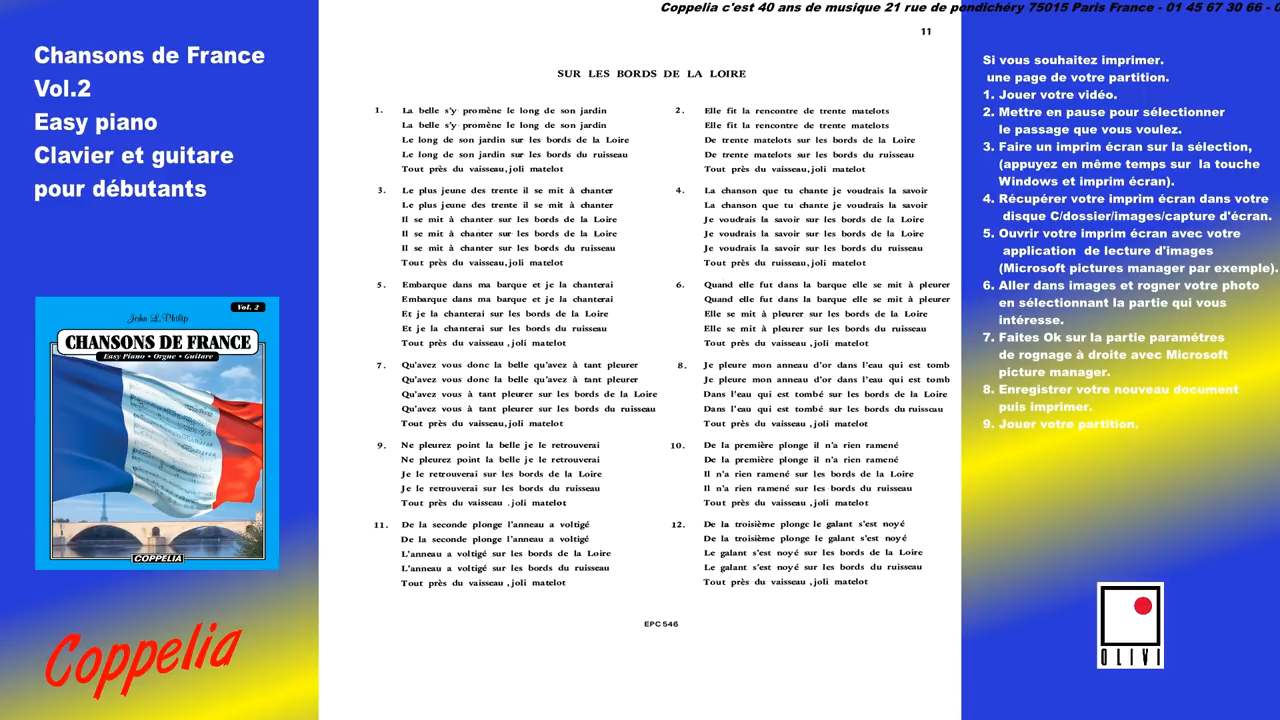 Coppelia c'est 40 ans de musique 21 rue de pondichéry 75015 Paris France - 01 45 67 30 66 - 0
Chansons de France
Vol.2
Easy piano
Clavier et guitare
pour débutants
Vol. 2
John L. Philip
CHANSONS DE FRANCE
Easy Piano • Orgue • Guitare
COPPELIA
Coppelia
11
SUR LES BORDS DE LA LOIRE
1. La belle s'y promène le long de son jardin
La belle s'y promène le long de son jardin
Le long de son jardin sur les bords de la Loire
Le long de son jardin sur les bords du ruisseau
Tout près du vaisseau, joli matelot
2. Elle fit la rencontre de trente matelots
Elle fit la rencontre de trente matelots
De trente matelots sur les bords de la Loire
De trente matelots sur les bords du ruisseau
Tout près du vaisseau, joli matelot
3. Le plus jeune des trente il se mit à chanter
Le plus jeune des trente il se mit à chanter
Il se mit à chanter sur les bords de la Loire
Il se mit à chanter sur les bords de la Loire
Il se mit à chanter sur les bords du ruisseau
Tout près du vaisseau, joli matelot
4. La chanson que tu chante je voudrais la savoir
La chanson que tu chante je voudrais la savoir
Je voudrais la savoir sur les bords de la Loire
Je voudrais la savoir sur les bords de la Loire
Je voudrais la savoir sur les bords du ruisseau
Tout près du ruisseau, joli matelot
5. Embarque dans ma barque et je la chanterai
Embarque dans ma barque et je la chanterai
Et je la chanterai sur les bords de la Loire
Et je la chanterai sur les bords du ruisseau
Tout près du vaisseau , joli matelot
6. Quand elle fut dans la barque elle se mit à pleurer
Quand elle fut dans la barque elle se mit à pleurer
Elle se mit à pleurer sur les bords de la Loire
Elle se mit à pleurer sur les bords du ruisseau
Tout près du vaisseau , joli matelot
7. Qu'avez vous donc la belle qu'avez à tant pleurer
Qu'avez vous donc la belle qu'avez à tant pleurer
Qu'avez vous à tant pleurer sur les bords de la Loire
Qu'avez vous à tant pleurer sur les bords du ruisseau
Tout près du vaisseau , joli matelot
8. Je pleure mon anneau d'or dans l'eau qui est tomb
Je pleure mon anneau d'or dans l'eau qui est tomb
Dans l'eau qui est tombé sur les bords de la Loire
Dans l'eau qui est tombé sur les bords du ruisseau
Tout près du vaisseau , joli matelot
9. Ne pleurez point la belle je le retrouverai
Ne pleurez point la belle je le retrouverai
Je le retrouverai sur les bords de la Loire
Je le retrouverai sur les bords du ruisseau
Tout près du vaisseau . joli matelot
10. De la première plonge il n'a rien ramené
De la première plonge il n'a rien ramené
Il n'a rien ramené sur les bords de la Loire
Il n'a rien ramené sur les bords du ruisseau
Tout près du vaisseau , joli matelot
11. De la seconde plonge l'anneau a voltigé
De la seconde plonge l'anneau a voltigé
L'anneau a voltigé sur les bords de la Loire
L'anneau a voltigé sur les bords du ruisseau
Tout près du vaisseau , joli matelot
12. De la troisième plonge le galant s'est noyé
De la troisième plonge le galant s'est noyé
Le galant s'est noyé sur les bords de la Loire
Le galant s'est noyé sur les bords du ruisseau
Tout près du vaisseau , joli matelot
EPC 546
Si vous souhaitez imprimer.
une page de votre partition.
1. Jouer votre vidéo.
2. Mettre en pause pour sélectionner
le passage que vous voulez.
3. Faire un imprim écran sur la sélection,
(appuyez en même temps sur la touche
Windows et imprim écran).
4. Récupérer votre imprim écran dans votre
disque C/dossier/images/capture d'écran.
5. Ouvrir votre imprim écran avec votre
application de lecture d'images
(Microsoft pictures manager par exemple).
6. Aller dans images et rogner votre photo
en sélectionnant la partie qui vous
intéresse.
7. Faites Ok sur la partie paramétres
de rognage à droite avec Microsoft
picture manager.
8. Enregistrer votre nouveau document
puis imprimer.
9. Jouer votre partition.
OLIVI